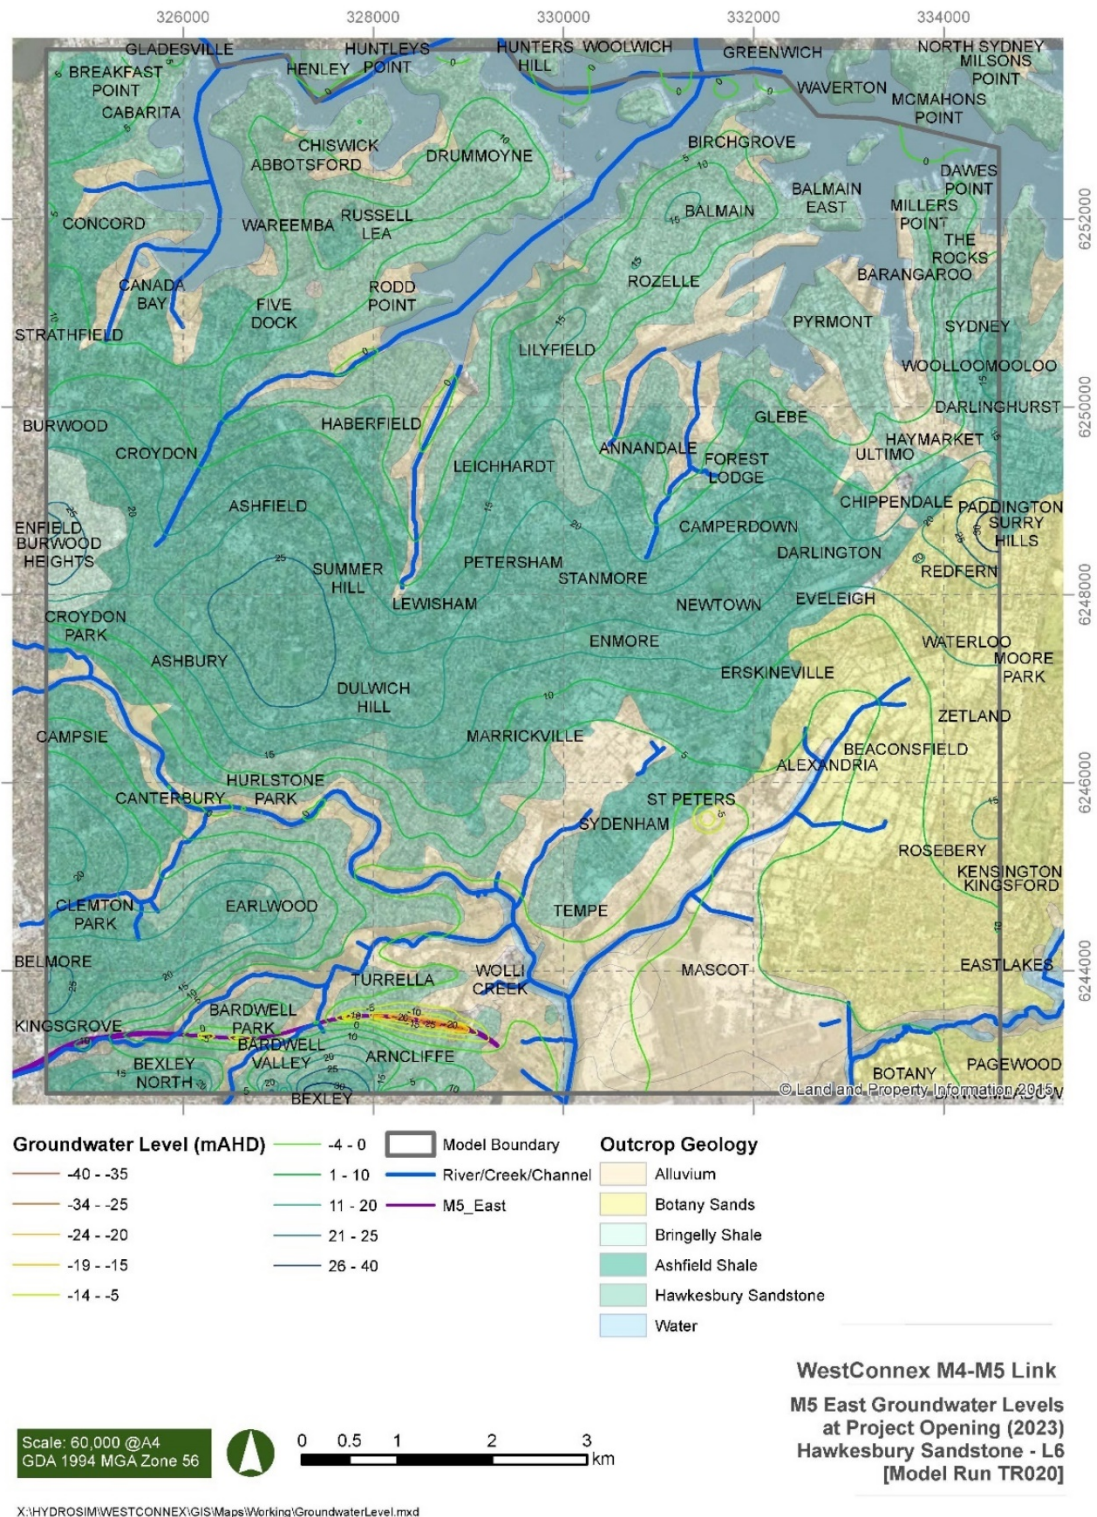 326000
328000
330000
332000
334000
GLADESVILLE
HUNTLEYS
POINT
HUNTERS
HILL
WOOLWICH
GREENWICH
NORTH SYDNEY
MILSONS
POINT
BREAKFAST
POINT
HENLEY
WAVERTON
CABARITA
MCMAHONS
POINT
CHISWICK
ABBOTSFORD
DRUMMOYNE
BIRCHGROVE
DAWES
POINT
BALMAIN
EAST
BALMAIN
MILLERS
POINT
6252000
CONCORD
WAREEMBA
RUSSELL
LEA
THE
ROCKS
BARANGAROO
CANADA
BAY
RODD
POINT
ROZELLE
FIVE
DOCK
STRATHFIELD
PYRMONT
SYDNEY
LILYFIELD
WOOLLOOMOOLOO
6250000
DARLINGHURST
BURWOOD
HABERFIELD
GLEBE
CROYDON
ANNANDALE
HAYMARKET
ULTIMO
LEICHHARDT
FOREST
LODGE
ASHFIELD
CHIPPENDALE
PADDINGTON
SURRY
HILLS
ENFIELD
BURWOOD
HEIGHTS
CAMPERDOWN
DARLINGTON
SUMMER
HILL
PETERSHAM
STANMORE
REDFERN
6248000
LEWISHAM
NEWTOWN
EVELEIGH
CROYDON
PARK
ENMORE
WATERLOO
MOORE
PARK
ASHBURY
ERSKINEVILLE
DULWICH
HILL
ZETLAND
CAMPSIE
MARRICKVILLE
BEACONSFIELD
ALEXANDRIA
6246000
HURLSTONE
PARK
CANTERBURY
ST PETERS
SYDENHAM
ROSEBERY
KENSINGTON
KINGSFORD
CLEMTON
PARK
EARLWOOD
TEMPE
BELMORE
TURRELLA
WOLLI
CREEK
MASCOT
EASTLAKES
6244000
KINGSGROVE
BARDWELL
PARK
BARDWELL
VALLEY
ARNCLIFFE
BEXLEY
NORTH
BEXLEY
BOTANY
PAGEWOOD
© Land and Property Information 2015
Groundwater Level (mAHD)
-40 - -35
-34 - -25
-24 - -20
-19 - -15
-14 - -5
-4 - 0
1 - 10
11 - 20
21 - 25
26 - 40
Model Boundary
River/Creek/Channel
M5_East
Outcrop Geology
Alluvium
Botany Sands
Bringelly Shale
Ashfield Shale
Hawkesbury Sandstone
Water
WestConnex M4-M5 Link
M5 East Groundwater Levels
at Project Opening (2023)
Hawkesbury Sandstone - L6
[Model Run TR020]
Scale: 60,000 @A4
GDA 1994 MGA Zone 56
0 0.5 1 2 3
km
X:\HYDROSIM\WESTCONNEX\GIS\Maps\Working\GroundwaterLevel.mxd